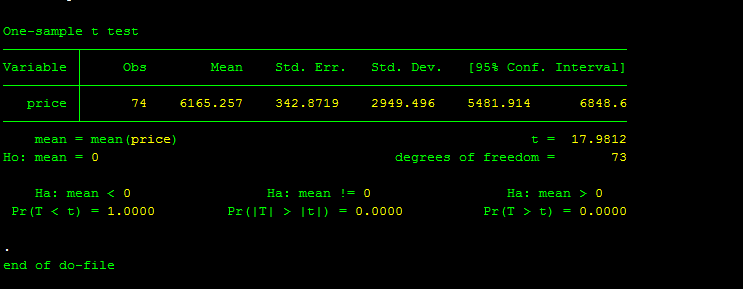 One-sample t test
Variable Obs Mean Std. Err. Std. Dev. [95% Conf. Interval]
price 74 6165.257 342.8719 2949.496 5481.914 6848.6
mean = mean(price) t = 17.9812
Ho: mean = 0 degrees of freedom = 73
Ha: mean < 0 Ha: mean != 0 Ha: mean > 0
Pr(T < t) = 1.0000 Pr(|T| > |t|) = 0.0000 Pr(T > t) = 0.0000
.
end of do-file